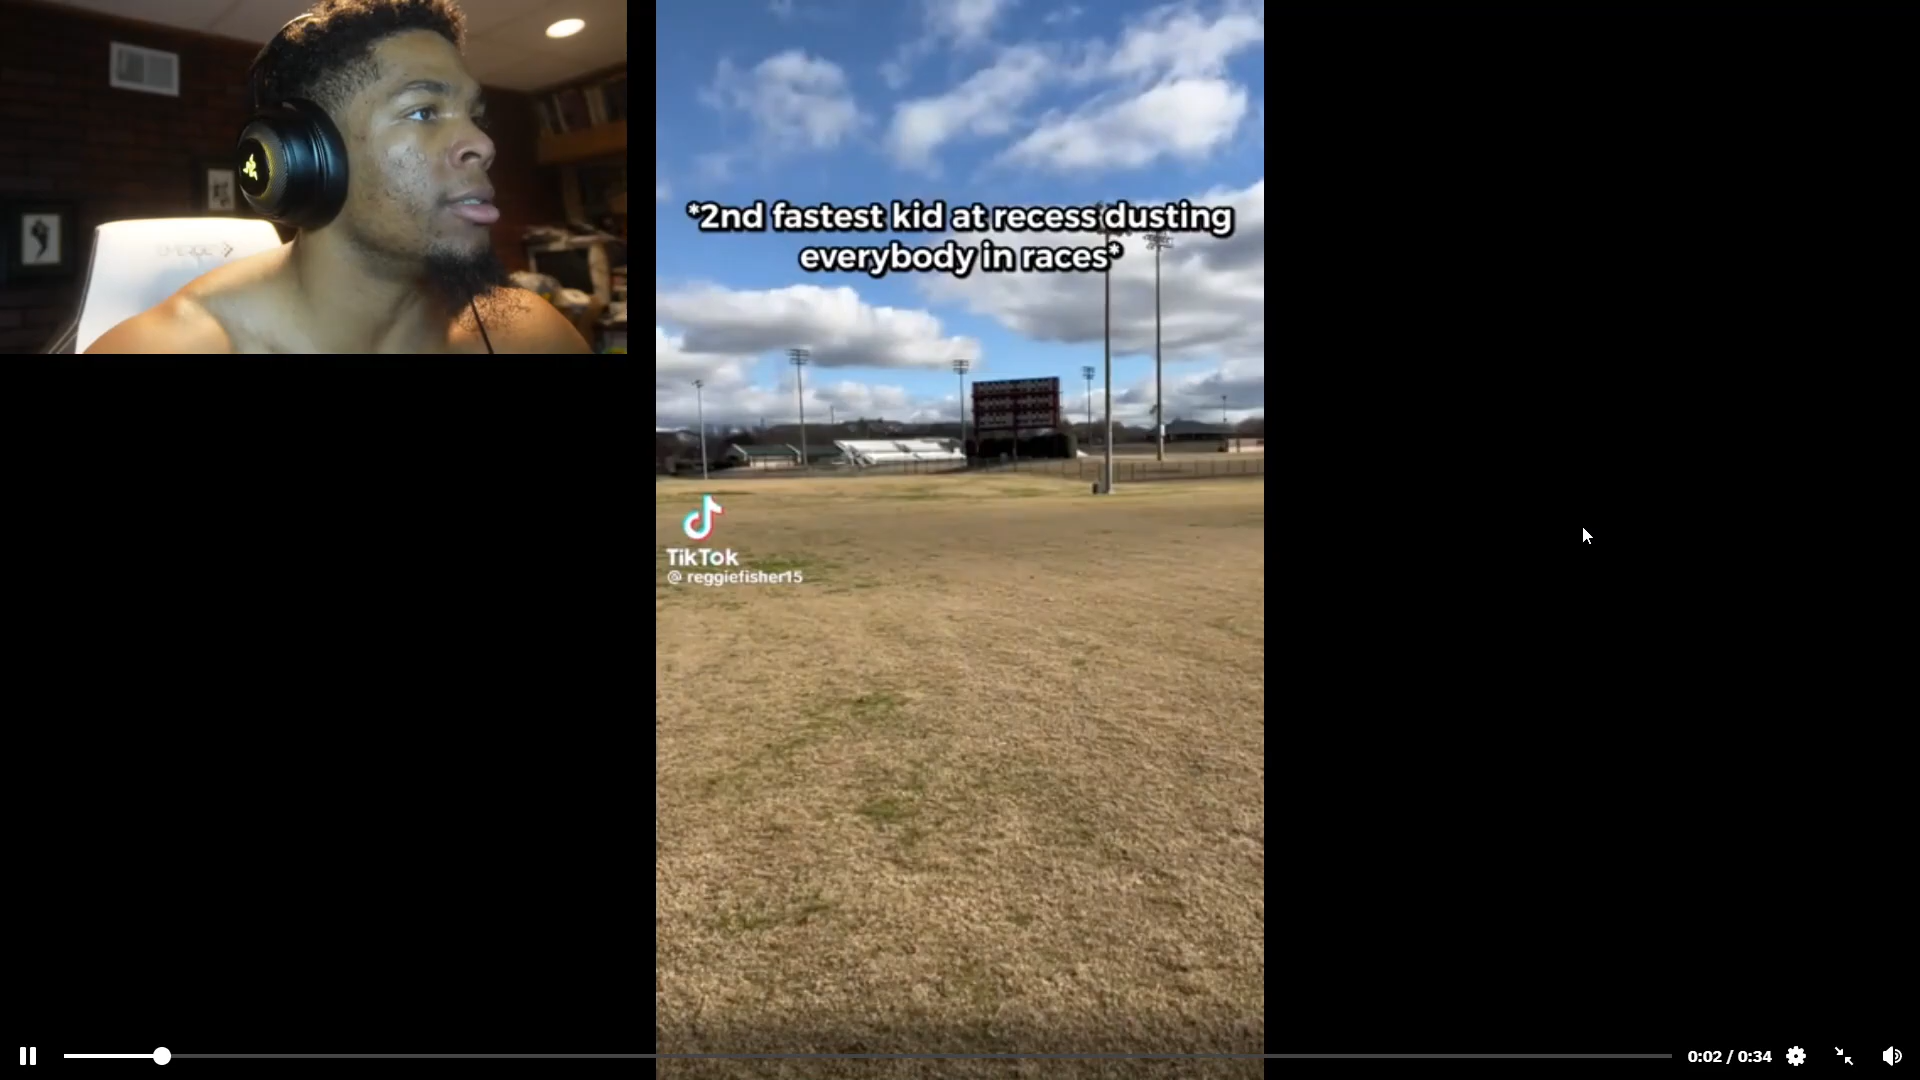 *2nd fastest kid at recess dusting
everybody in races*
TikTok
@ reggiefisher15
0:02 / 0:34